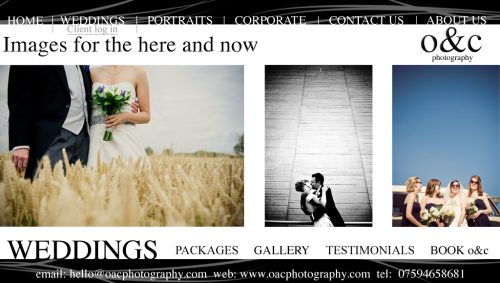 HOME | WEDDINGS | PORTRAITS | CORPORATE | CONTACT US | ABOUT US
Client log in
Images for the here and now
o&c
photography
WEDDINGS PACKAGES GALLERY TESTIMONIALS BOOK o&c
email: hello@oacphotography.com web: www.oacphotography.com tel: 07594658681